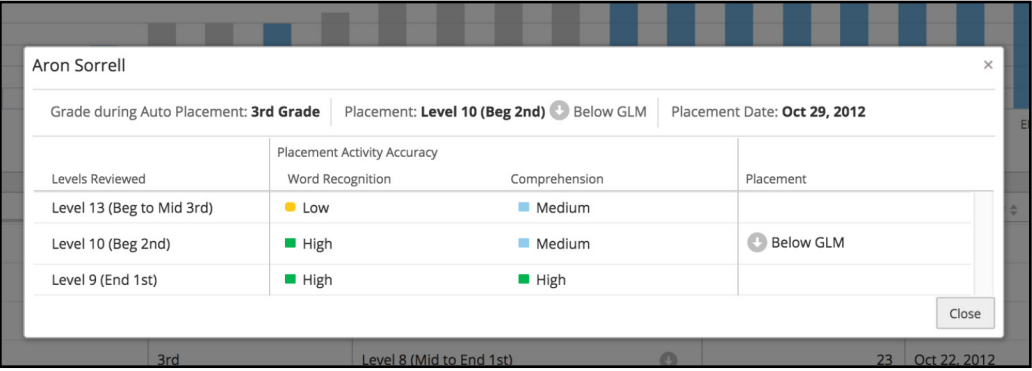 Aron Sorrell ×
Grade during Auto Placement: 3rd Grade Placement: Level 10 (Beg 2nd) Below GLM Placement Date: Oct 29, 2012
Placement Activity Accuracy
Levels Reviewed Word Recognition Comprehension Placement
Level 13 (Beg to Mid 3rd) Low Medium
Level 10 (Beg 2nd) High Medium Below GLM
Level 9 (End 1st) High High
Close
3rd Level 8 (Mid to End 1st) 23 Oct 22, 2012